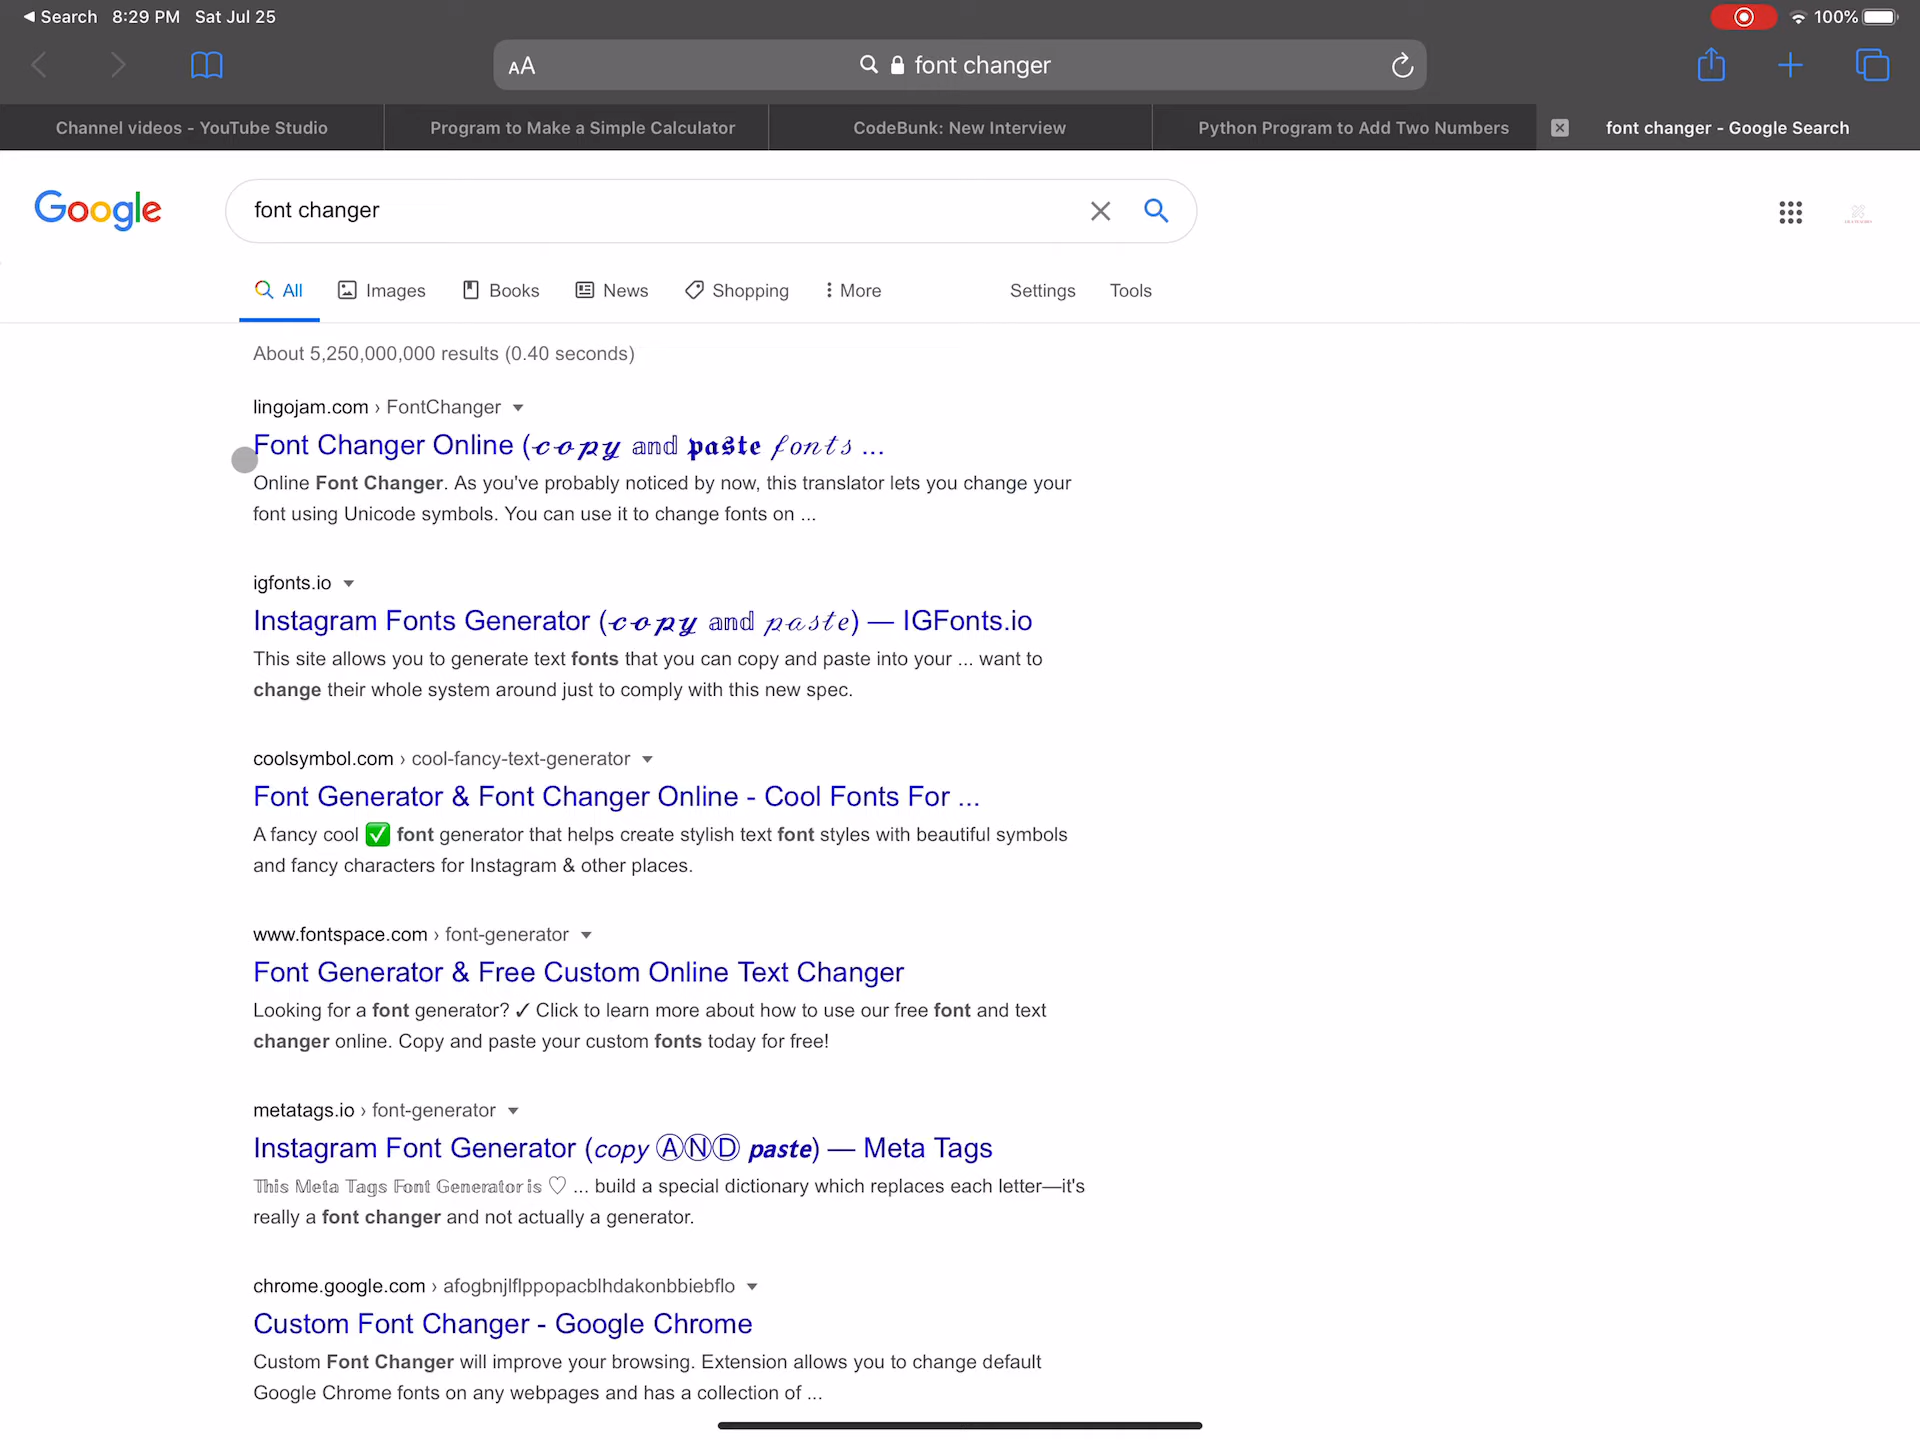 Search 8:29 PM Sat Jul 25 100%
AA font changer
Channel videos - YouTube Studio Program to Make a Simple Calculator CodeBunk: New Interview Python Program to Add Two Numbers font changer - Google Search
Google font changer
All Images Books News Shopping More Settings Tools
About 5,250,000,000 results (0.40 seconds)
lingojam.com › FontChanger
Font Changer Online (𝓬𝓸𝓹𝔂 𝕒𝕟𝕕 𝖕𝖆𝖘𝖙𝖊 𝒻𝑜𝓃𝓉𝓈 ...
Online Font Changer. As you've probably noticed by now, this translator lets you change your
font using Unicode symbols. You can use it to change fonts on ...
igfonts.io
Instagram Fonts Generator (𝓬𝓸𝓹𝔂 𝕒𝕟𝕕 𝓅𝒶𝓈𝓉𝑒) — IGFonts.io
This site allows you to generate text fonts that you can copy and paste into your ... want to
change their whole system around just to comply with this new spec.
coolsymbol.com › cool-fancy-text-generator
Font Generator & Font Changer Online - Cool Fonts For ...
A fancy cool ✅ font generator that helps create stylish text font styles with beautiful symbols
and fancy characters for Instagram & other places.
www.fontspace.com › font-generator
Font Generator & Free Custom Online Text Changer
Looking for a font generator? ✓ Click to learn more about how to use our free font and text
changer online. Copy and paste your custom fonts today for free!
metatags.io › font-generator
Instagram Font Generator (𝘤𝘰𝘱𝘺 ⒶⓃⒹ 𝙥𝙖𝙨𝙩𝙚) — Meta Tags
𝕋𝕙𝕚𝕤 𝕄𝕖𝕥𝕒 𝕋𝕒𝕘𝕤 𝔽𝕠𝕟𝕥 𝔾𝕖𝕟𝕖𝕣𝕒𝕥𝕠𝕣 𝕚𝕤 ♡ ... build a special dictionary which replaces each letter—it's
really a font changer and not actually a generator.
chrome.google.com › afogbnjlflppopacblhdakonbbiebflo
Custom Font Changer - Google Chrome
Custom Font Changer will improve your browsing. Extension allows you to change default
Google Chrome fonts on any webpages and has a collection of ...